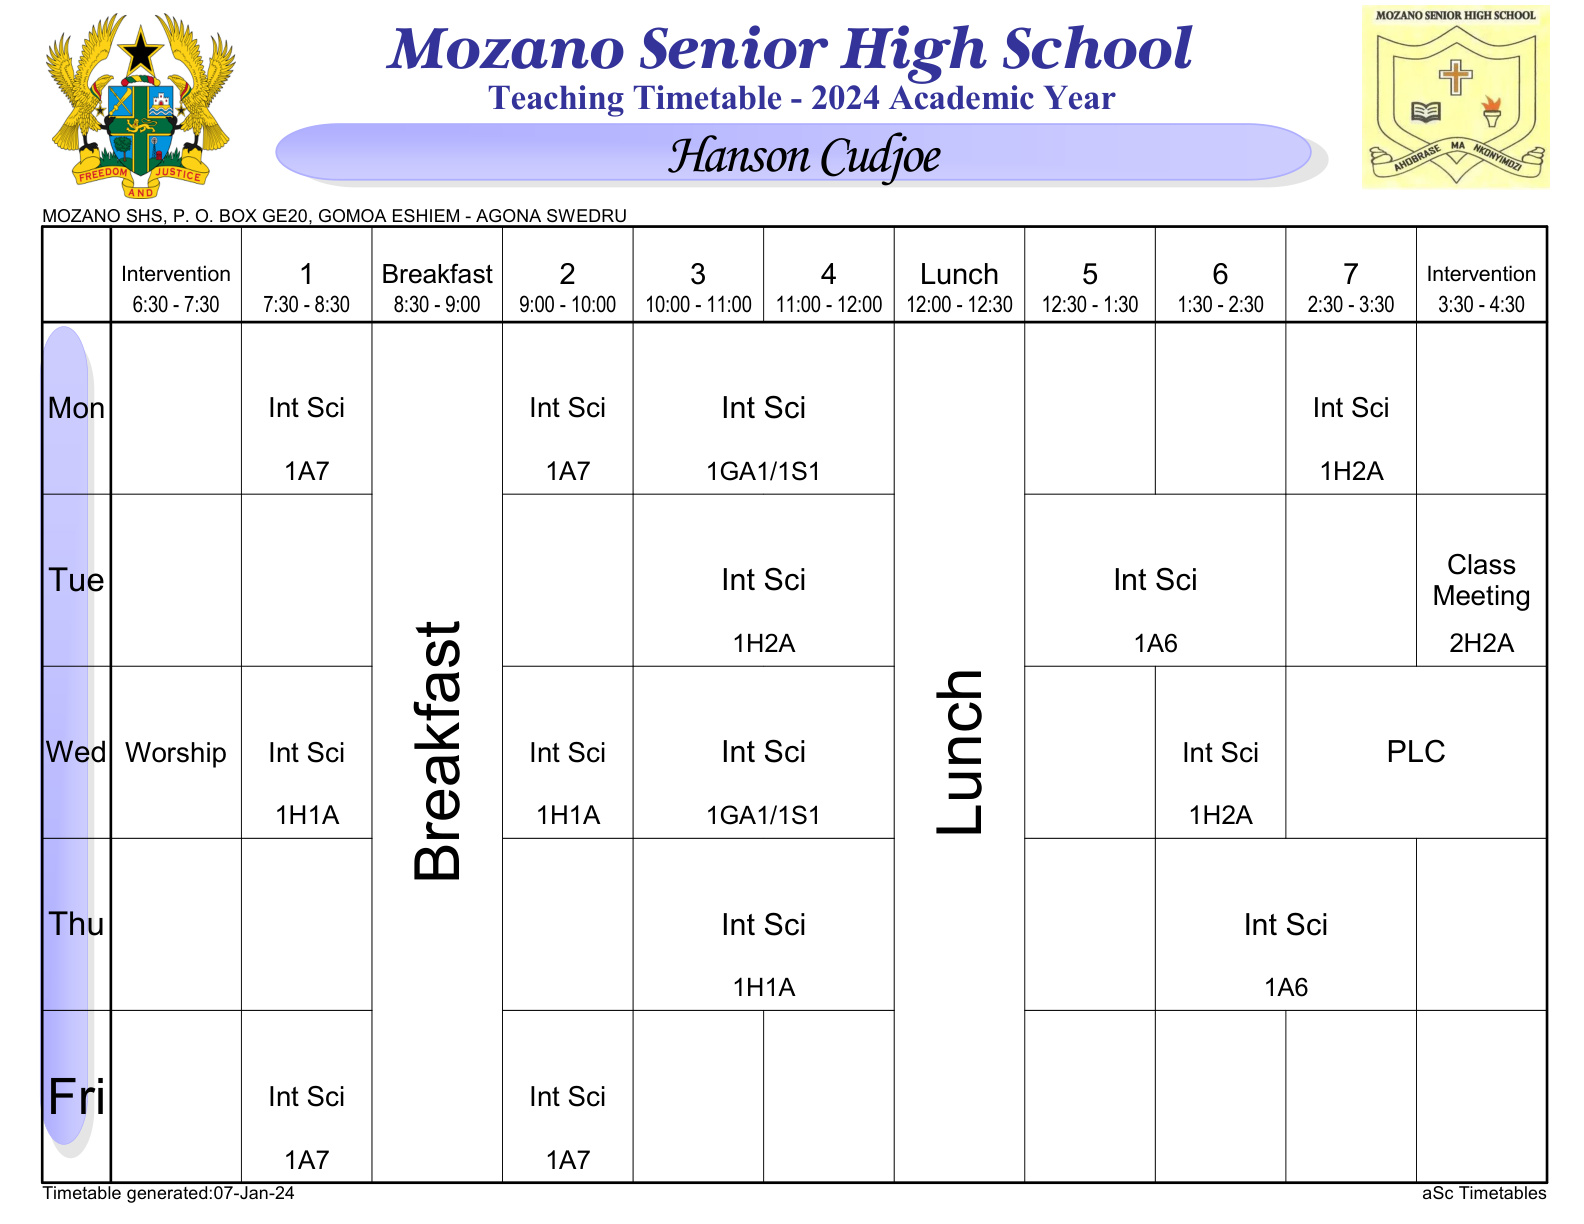 Mozano Senior High School
Teaching Timetable - 2024 Academic Year
Hanson Cudjoe
FREEDOM AND JUSTICE
MOZANO SENIOR HIGH SCHOOL
AHOBRASE MA NKONYIMDZI
MOZANO SHS, P. O. BOX GE20, GOMOA ESHIEM - AGONA SWEDRU
Intervention 1 Breakfast 2 3 4 Lunch 5 6 7 Intervention
6:30 - 7:30 7:30 - 8:30 8:30 - 9:00 9:00 - 10:00 10:00 - 11:00 11:00 - 12:00 12:00 - 12:30 12:30 - 1:30 1:30 - 2:30 2:30 - 3:30 3:30 - 4:30
Mon Int Sci Int Sci Int Sci Int Sci
1A7 1A7 1GA1/1S1 1H2A
Tue Int Sci Int Sci Class Meeting
1H2A 1A6 2H2A
Breakfast
Lunch
Wed Worship Int Sci Int Sci Int Sci Int Sci PLC
1H1A 1H1A 1GA1/1S1 1H2A
Thu Int Sci Int Sci
1H1A 1A6
Fri Int Sci Int Sci
1A7 1A7
Timetable generated:07-Jan-24 aSc Timetables